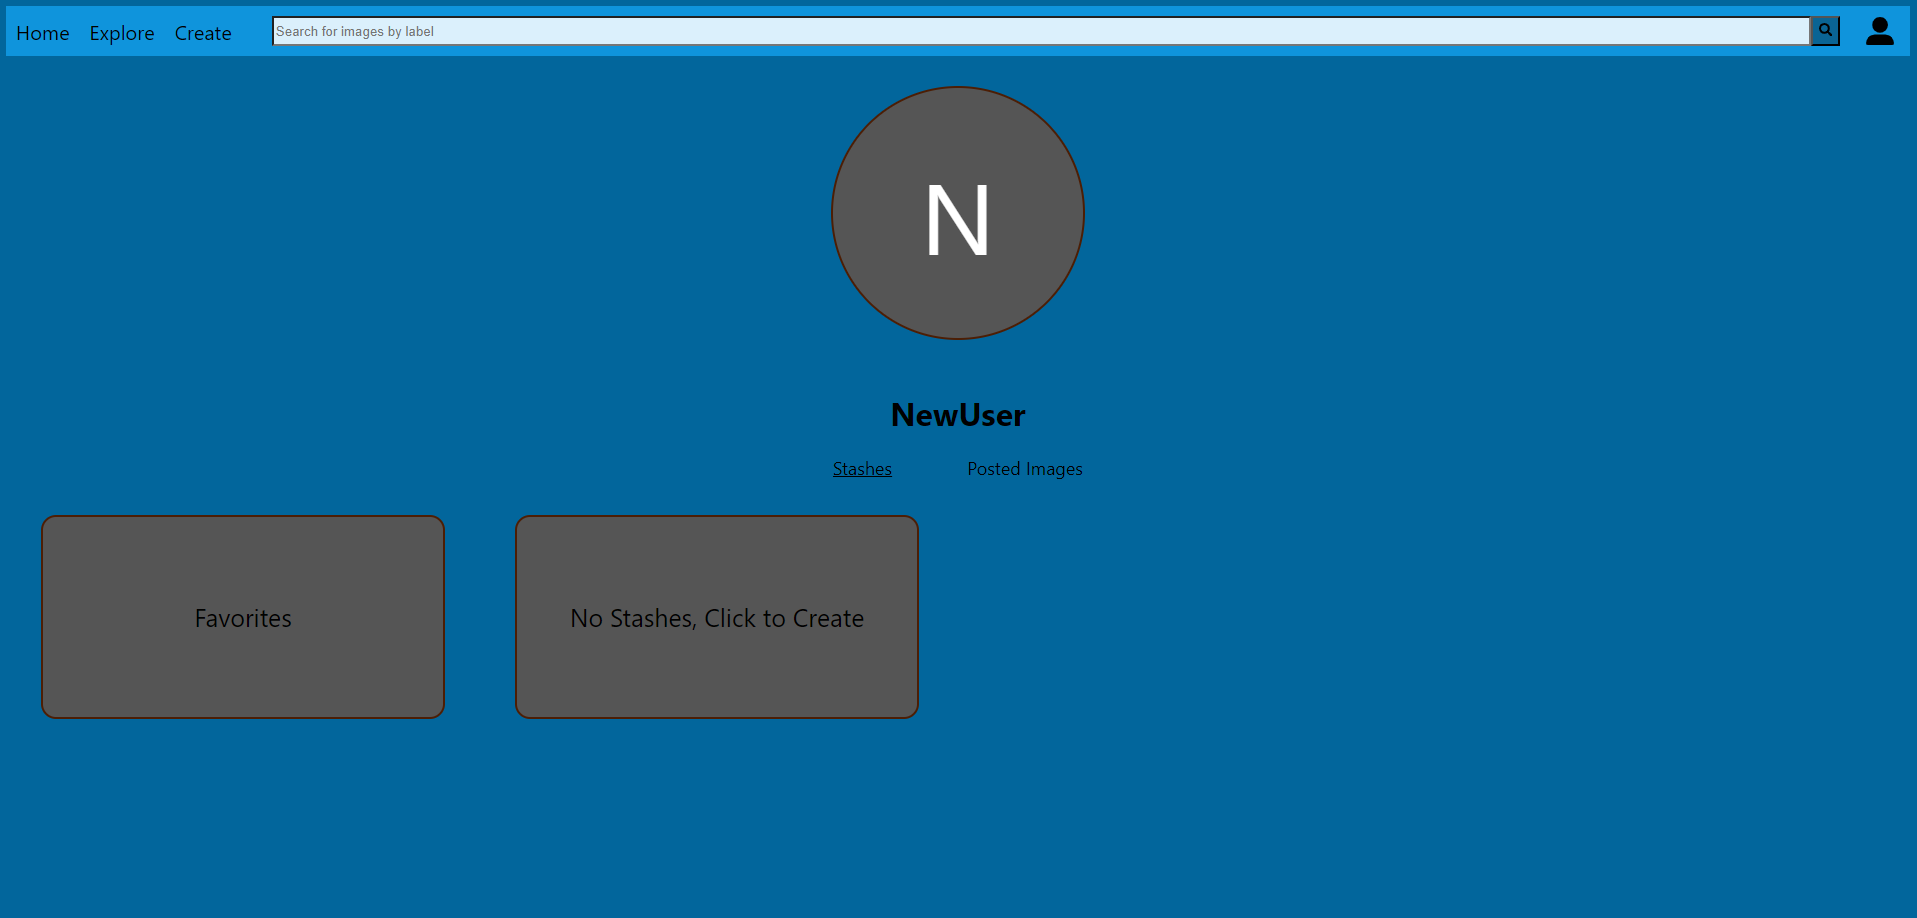 Home Explore Create Search for images by label
N
NewUser
Stashes Posted Images
Favorites
No Stashes, Click to Create